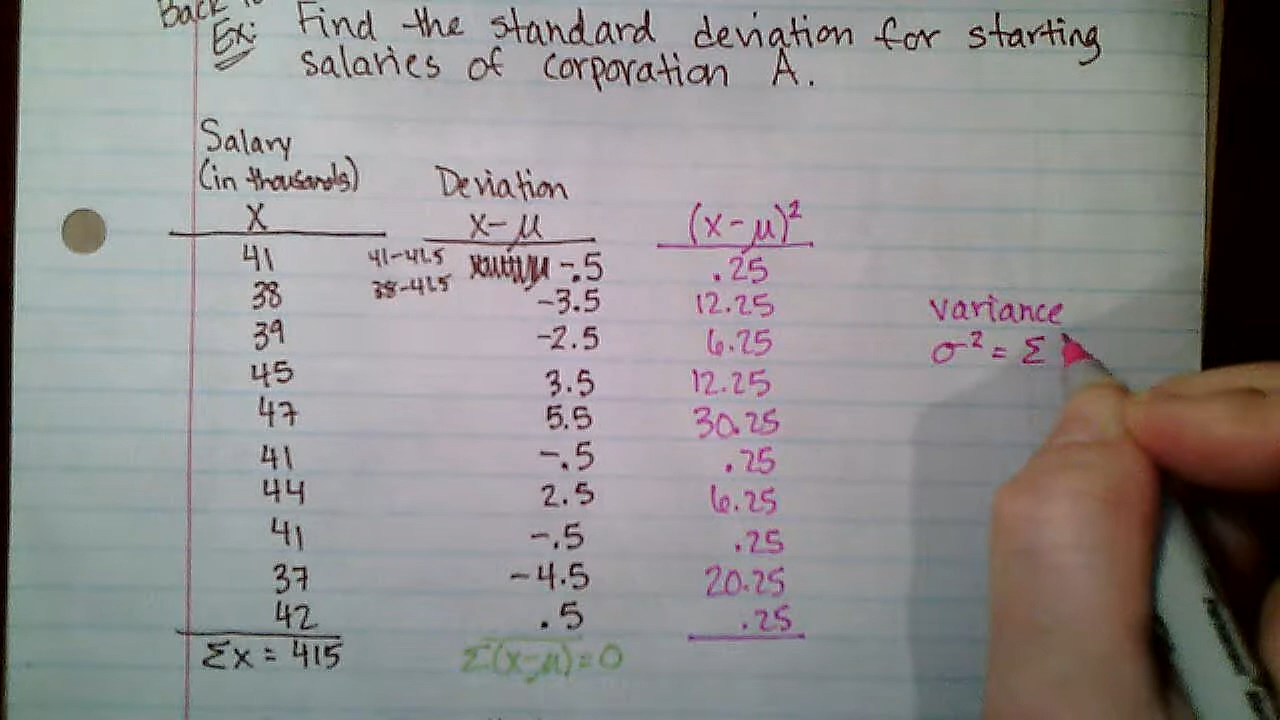 Back
Ex: Find the standard deviation for starting
salaries of corporation A.
Salary
(in thousands) Deviation
X X-μ (x-μ)²
41 41-41.5 -.5 .25
38 38-41.5 -3.5 12.25
39 -2.5 6.25
45 3.5 12.25
47 5.5 30.25
41 -.5 .25
44 2.5 6.25
41 -.5 .25
37 -4.5 20.25
42 .5 .25
Σx = 415 Σ(x-μ)=0
variance
σ² = Σ